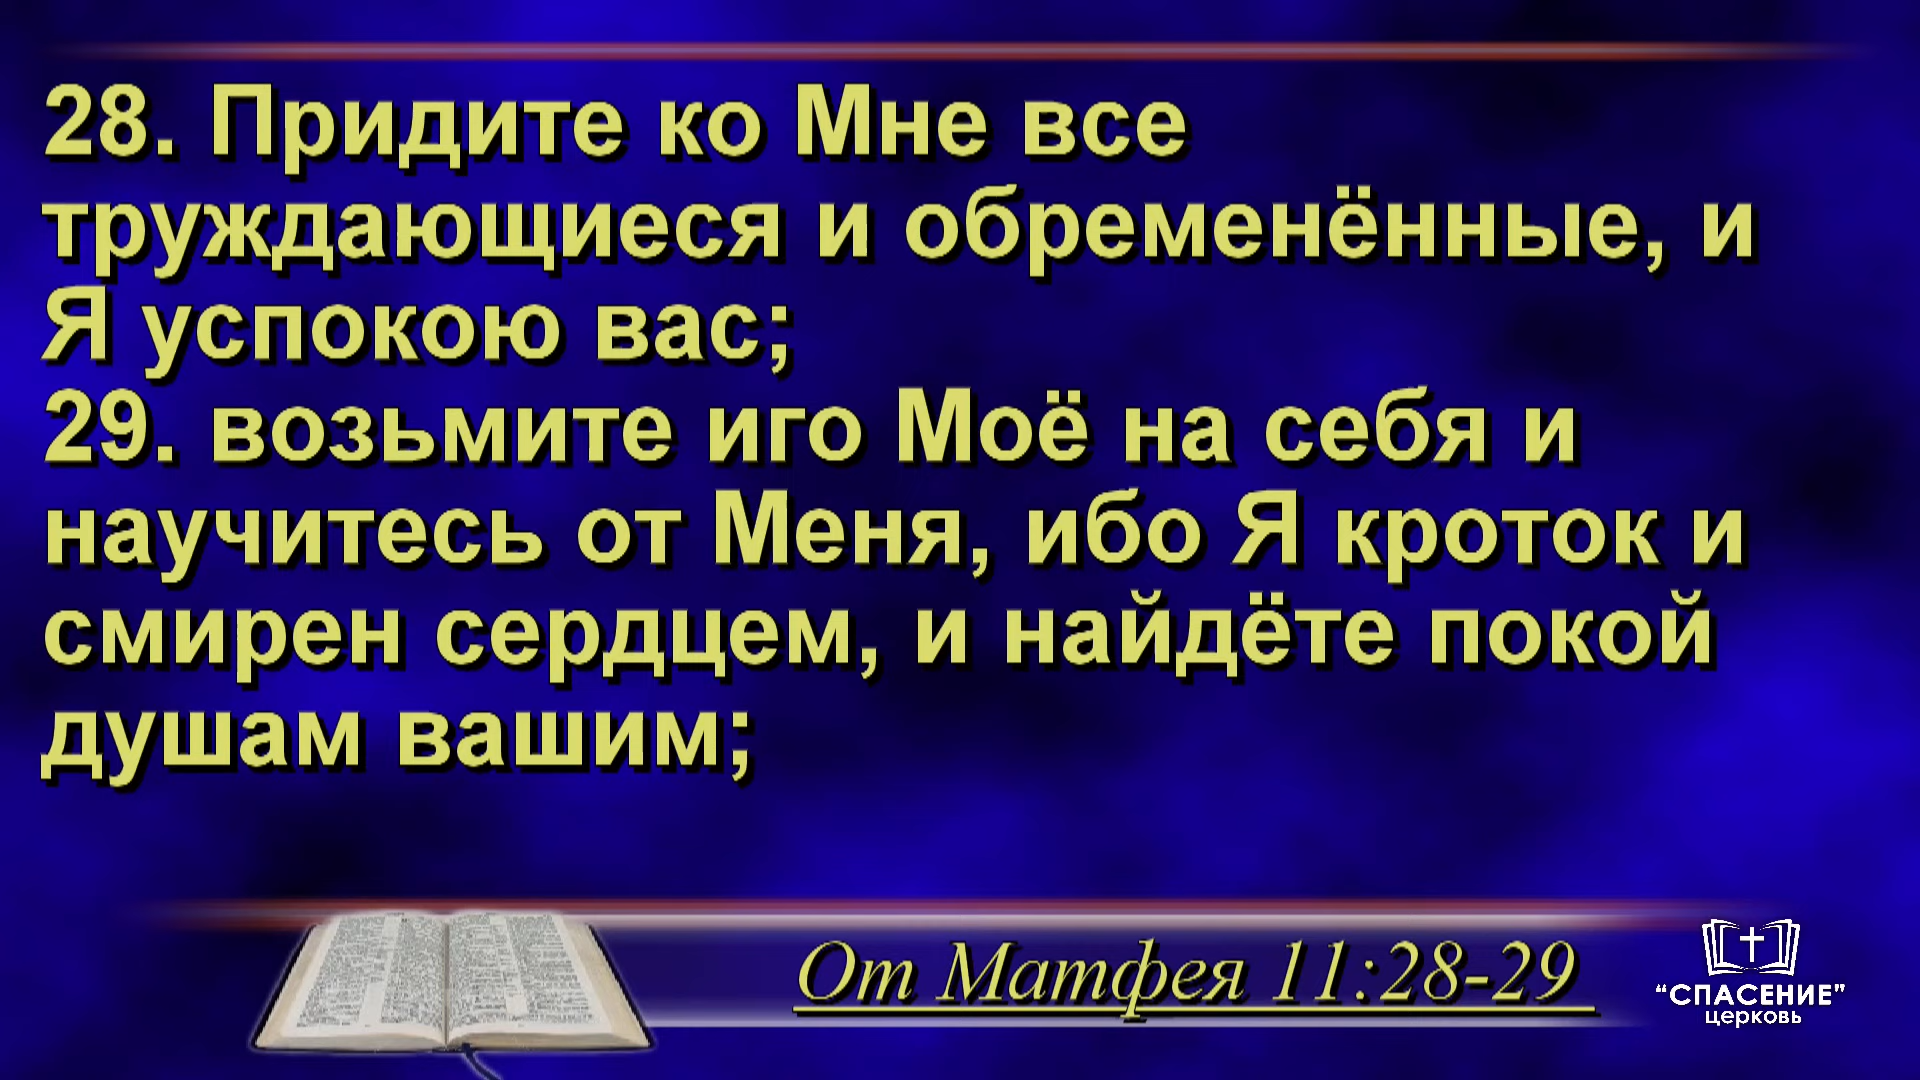 28. Придите ко Мне все
труждающиеся и обременённые, и
Я успокою вас;
29. возьмите иго Моё на себя и
научитесь от Меня, ибо Я кроток и
смирен сердцем, и найдёте покой
душам вашим;
От Матфея 11:28-29
“СПАСЕНИЕ”
церковь